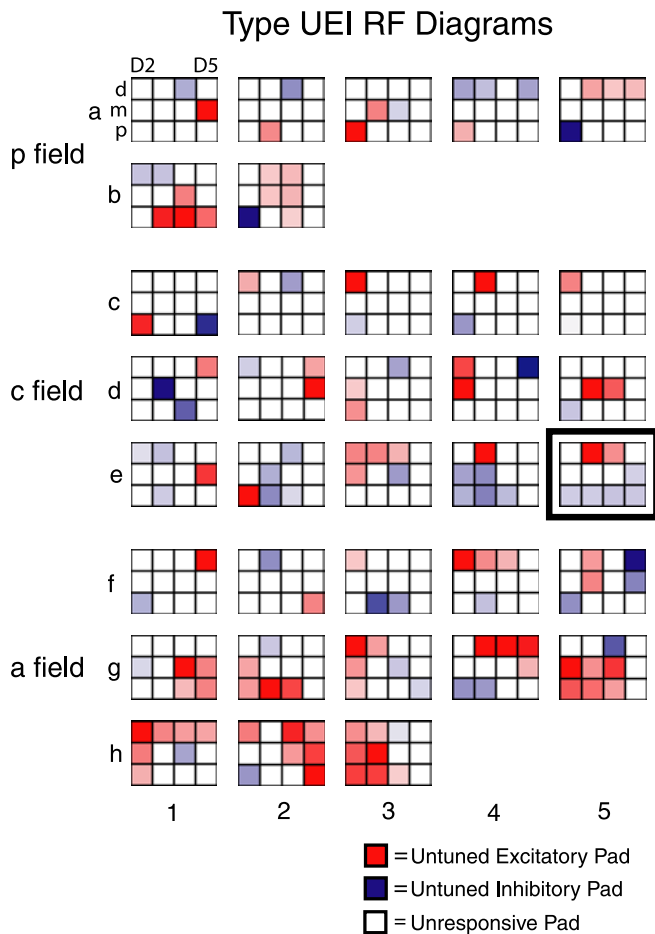 Type UEI RF Diagrams
D2 D5
d
a m
p
p field
b
c
c field d
e
f
a field g
h
1 2 3 4 5
= Untuned Excitatory Pad
= Untuned Inhibitory Pad
= Unresponsive Pad